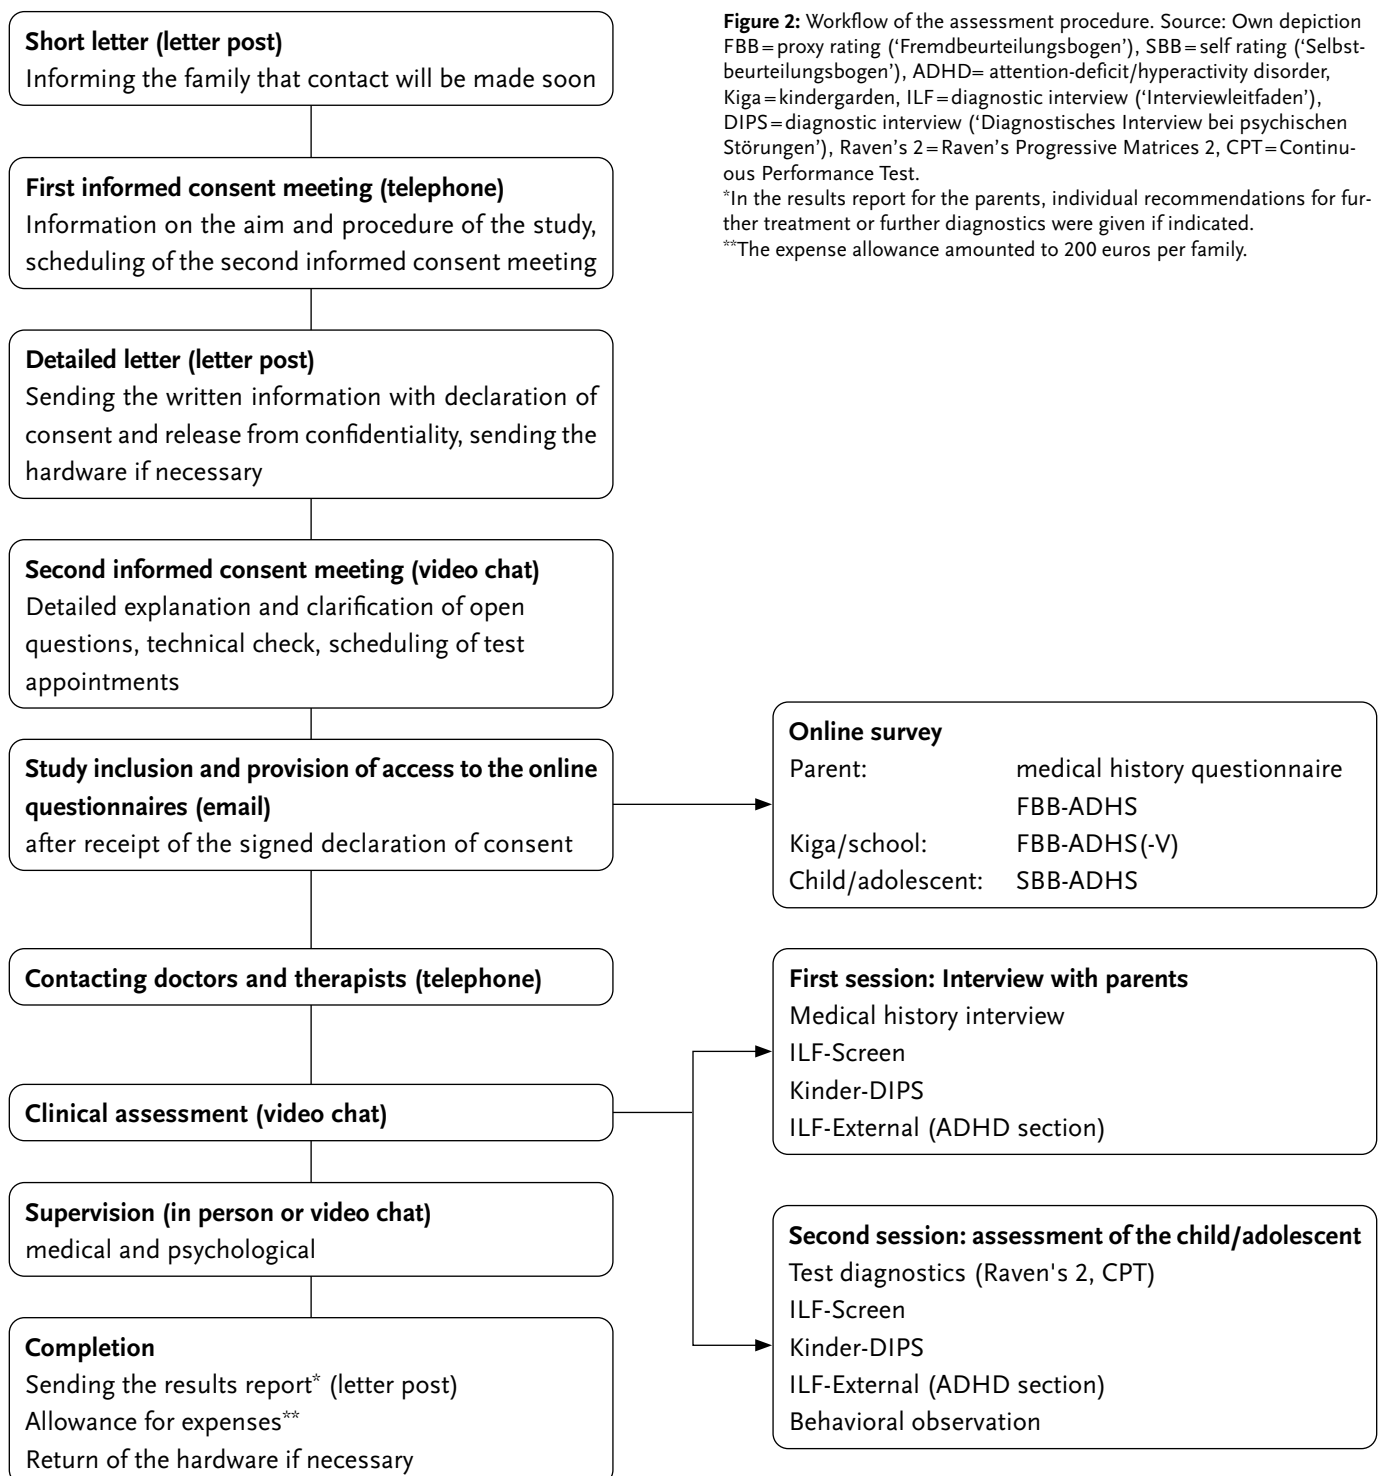 Short letter (letter post)
Informing the family that contact will be made soon
First informed consent meeting (telephone)
Information on the aim and procedure of the study,
scheduling of the second informed consent meeting
Detailed letter (letter post)
Sending the written information with declaration of
consent and release from confidentiality, sending the
hardware if necessary
Second informed consent meeting (video chat)
Detailed explanation and clarification of open
questions, technical check, scheduling of test
appointments
Study inclusion and provision of access to the online
questionnaires (email)
after receipt of the signed declaration of consent
Contacting doctors and therapists (telephone)
Clinical assessment (video chat)
Supervision (in person or video chat)
medical and psychological
Completion
Sending the results report* (letter post)
Allowance for expenses**
Return of the hardware if necessary
Figure 2: Workflow of the assessment procedure. Source: Own depiction
FBB=proxy rating (‘Fremdbeurteilungsbogen’), SBB=self rating (‘Selbst-
beurteilungsbogen’), ADHD= attention-deficit/hyperactivity disorder,
Kiga=kindergarden, ILF=diagnostic interview (‘Interviewleitfaden’),
DIPS=diagnostic interview (‘Diagnostisches Interview bei psychischen
Störungen’), Raven’s 2=Raven’s Progressive Matrices 2, CPT=Continu-
ous Performance Test.
*In the results report for the parents, individual recommendations for fur-
ther treatment or further diagnostics were given if indicated.
**The expense allowance amounted to 200 euros per family.
Online survey
Parent: medical history questionnaire
FBB-ADHS
Kiga/school: FBB-ADHS(-V)
Child/adolescent: SBB-ADHS
First session: Interview with parents
Medical history interview
ILF-Screen
Kinder-DIPS
ILF-External (ADHD section)
Second session: assessment of the child/adolescent
Test diagnostics (Raven's 2, CPT)
ILF-Screen
Kinder-DIPS
ILF-External (ADHD section)
Behavioral observation